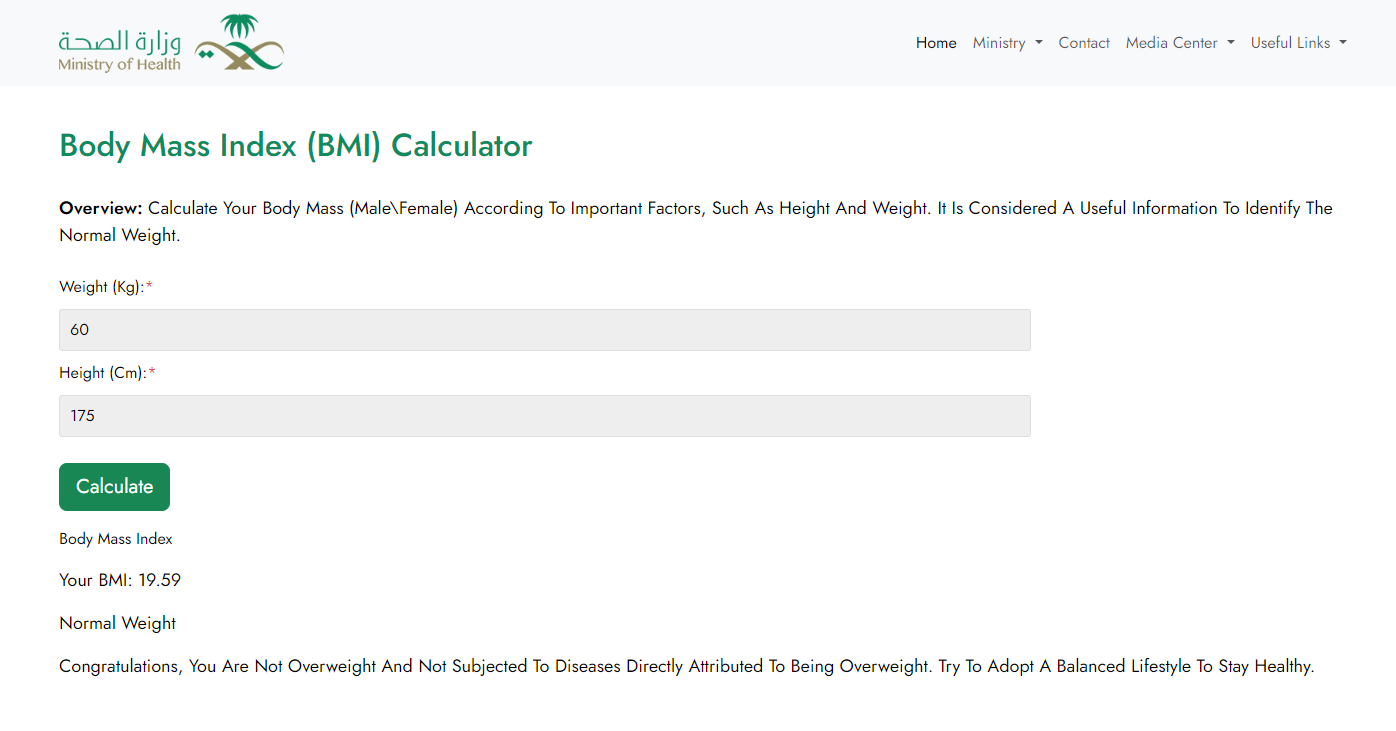 وزارة الصحة
Ministry of Health
Home Ministry Contact Media Center Useful Links
Body Mass Index (BMI) Calculator
Overview: Calculate Your Body Mass (Male\Female) According To Important Factors, Such As Height And Weight. It Is Considered A Useful Information To Identify The
Normal Weight.
Weight (Kg):*
60
Height (Cm):*
175
Calculate
Body Mass Index
Your BMI: 19.59
Normal Weight
Congratulations, You Are Not Overweight And Not Subjected To Diseases Directly Attributed To Being Overweight. Try To Adopt A Balanced Lifestyle To Stay Healthy.